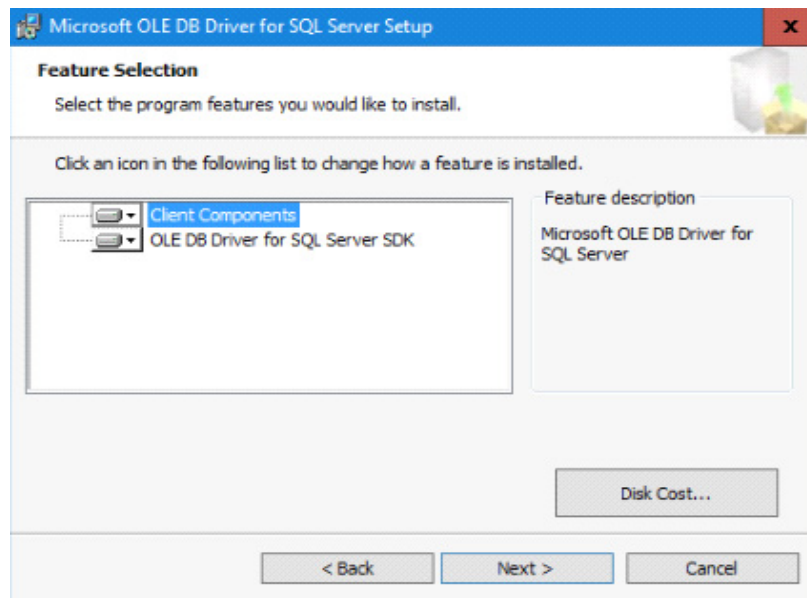 Microsoft OLE DB Driver for SQL Server Setup
x
Feature Selection
Select the program features you would like to install.
Click an icon in the following list to change how a feature is installed.
Client Components
OLE DB Driver for SQL Server SDK
Feature description
Microsoft OLE DB Driver for
SQL Server
Disk Cost...
< Back
Next >
Cancel